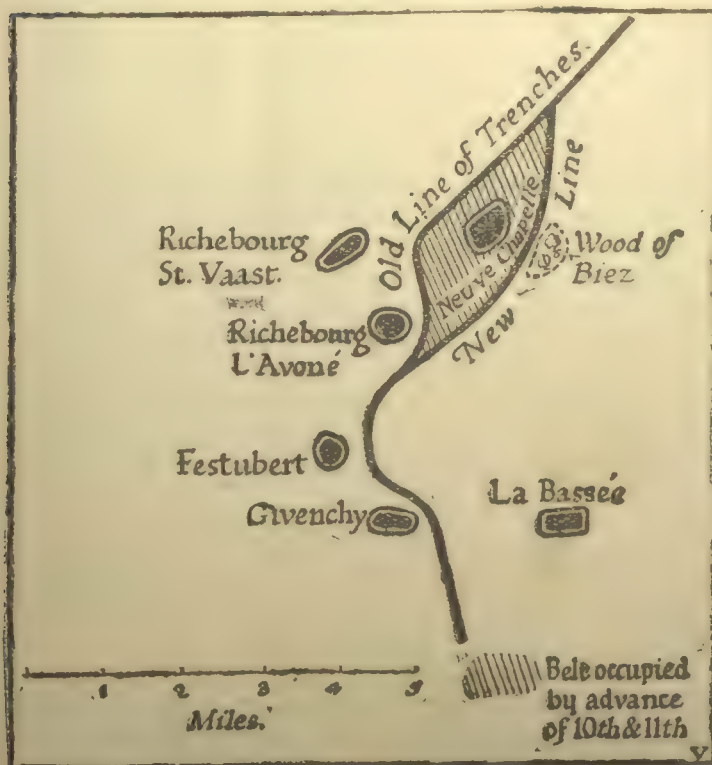 Old Line of Trenches.
Richebourg
St. Vaast.
Neuve Chapelle
New Line
Wood of
Biez
Richebourg
L'Avoné
Festubert
Givenchy
La Bassée
1 2 3 4 5
Miles.
Belt occupied
by advance
of 10th & 11th
V